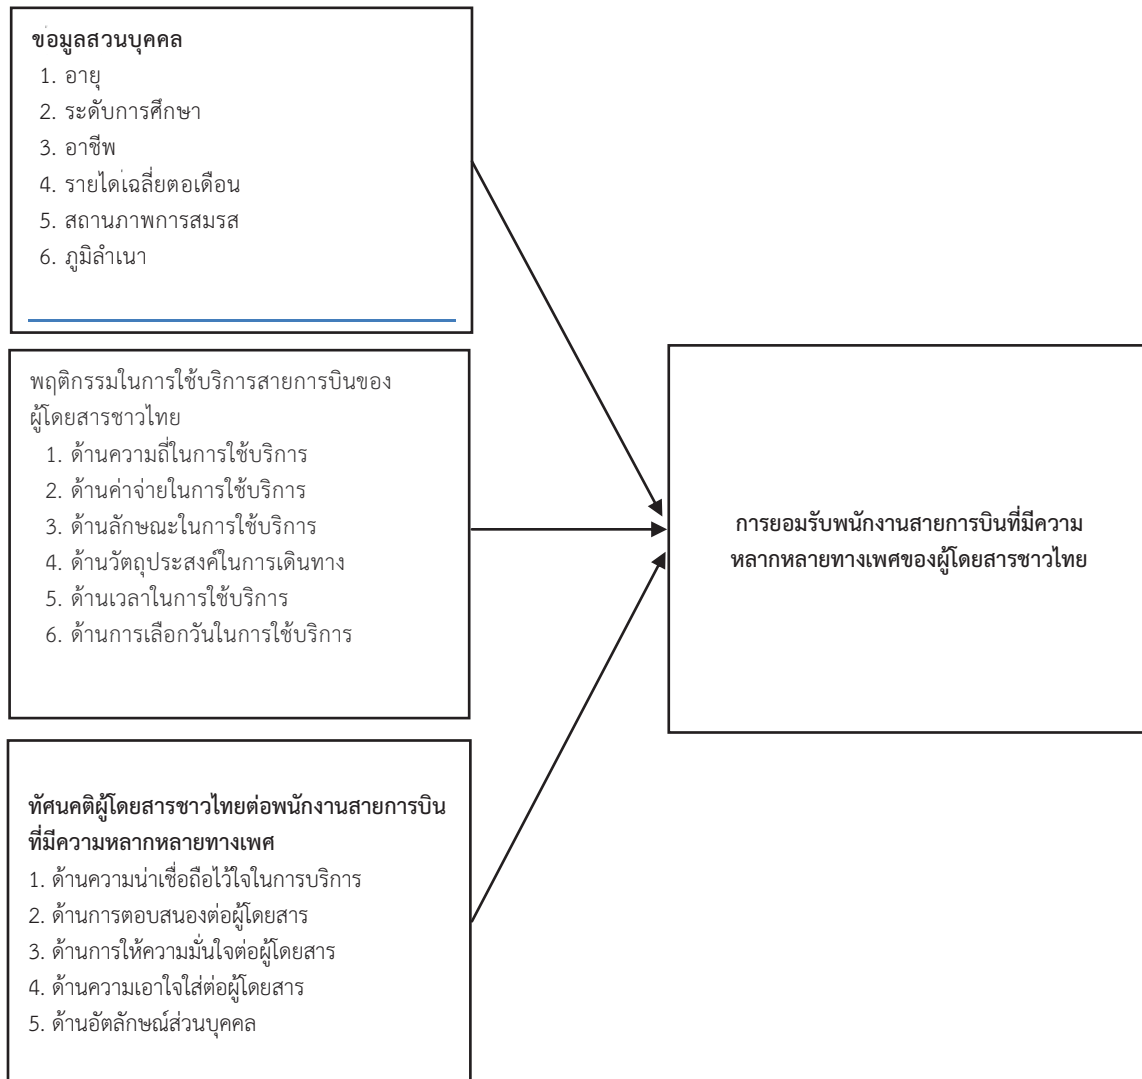 ข้อมูลสวนบุคคล
1. อายุ
2. ระดับการศึกษา
3. อาชีพ
4. รายได่เฉลี่ยตอเดือน
5. สถานภาพการสมรส
6. ภูมิลำเนา
พฤติกรรมในการใช้บริการสายการบินของ
ผู้โดยสารชาวไทย
1. ด้านความถี่ในการใช้บริการ
2. ด้านค่าจ่ายในการใช้บริการ
3. ด้านลักษณะในการใช้บริการ
4. ด้านวัตถุประสงค์ในการเดินทาง
5. ด้านเวลาในการใช้บริการ
6. ด้านการเลือกวันในการใช้บริการ
การยอมรับพนักงานสายการบินที่มีความ
หลากหลายทางเพศของผู้โดยสารชาวไทย
ทัศนคติผู้โดยสารชาวไทยต่อพนักงานสายการบิน
ที่มีความหลากหลายทางเพศ
1. ด้านความน่าเชื่อถือไว้ใจในการบริการ
2. ด้านการตอบสนองต่อผู้โดยสาร
3. ด้านการให้ความมั่นใจต่อผู้โดยสาร
4. ด้านความเอาใจใส่ต่อผู้โดยสาร
5. ด้านอัตลักษณ์ส่วนบุคคล